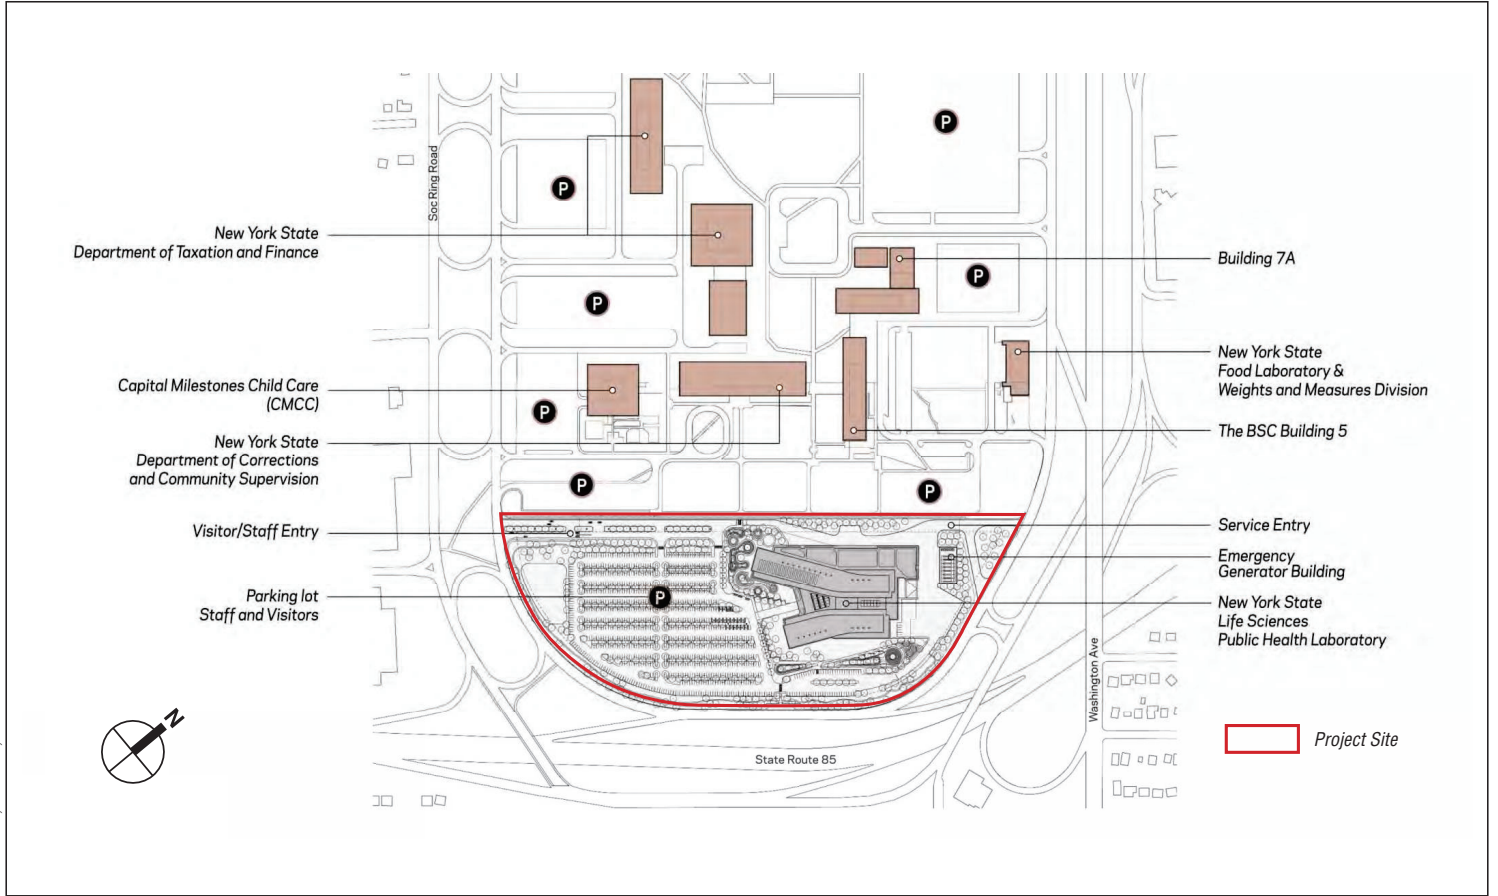 P
Soc Ring Road
P
New York State
Department of Taxation and Finance
Building 7A
P
P
New York State
Food Laboratory &
Weights and Measures Division
Capital Milestones Child Care
(CMCC)
P
The BSC Building 5
New York State
Department of Corrections
and Community Supervision
P
P
Visitor/Staff Entry
Service Entry
Emergency
Generator Building
Parking lot
Staff and Visitors
P
New York State
Life Sciences
Public Health Laboratory
Washington Ave
N
Project Site
State Route 85